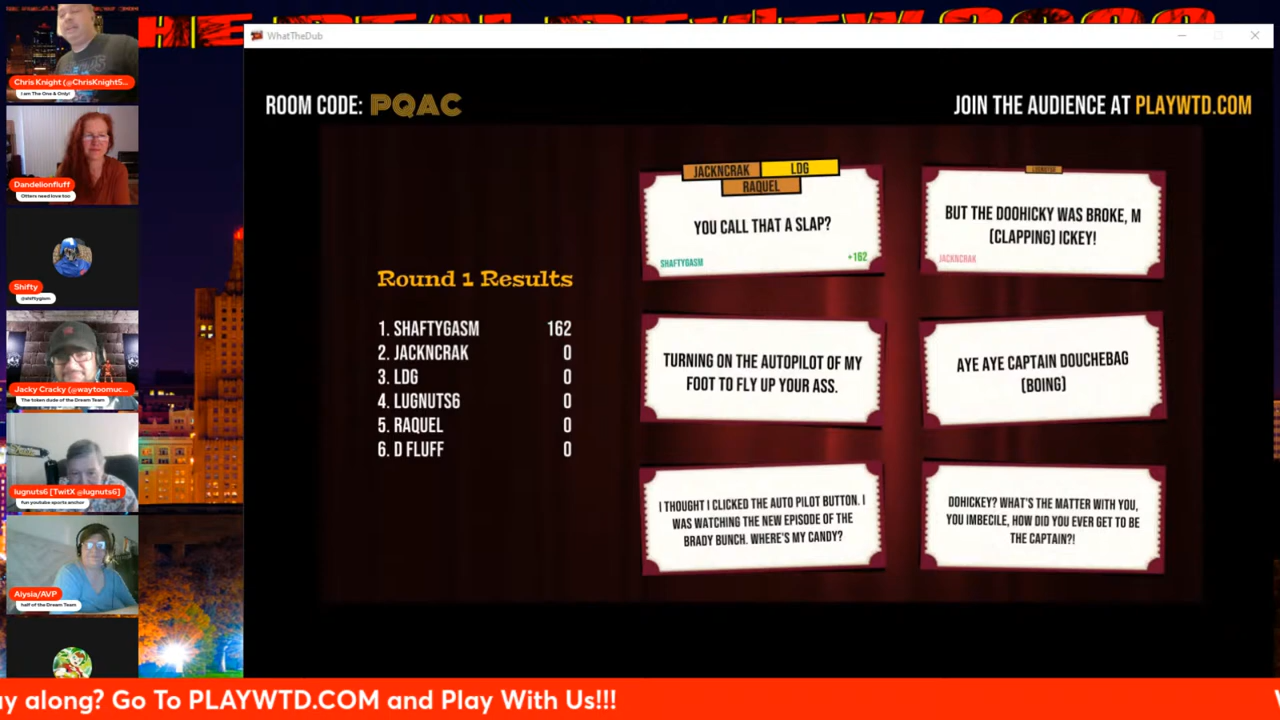 HE REAL REVIEW 2000
WhatTheDub
ROOM CODE: PQAC
JOIN THE AUDIENCE AT PLAYWTD.COM
Chris Knight (@ChrisKnight5...
I am The One & Only!
Dandelionfluff
Otters need love too
Shifty
@shaftygism
Jacky Cracky (@waytoomuc...
The token dude of the Dream Team
lugnuts6 [TwitX @lugnuts6]
fun youtube sports anchor
Alysia/AVP
half of the Dream Team
Round 1 Results
1. SHAFTYGASM 162
2. JACKNCRAK 0
3. LDG 0
4. LUGNUTS6 0
5. RAQUEL 0
6. D FLUFF 0
JACKNCRAK LDG
RAQUEL
YOU CALL THAT A SLAP?
SHAFTYGASM +162
LUGNUTS6
BUT THE DOOHICKY WAS BROKE, M
(CLAPPING) ICKEY!
JACKNCRAK
TURNING ON THE AUTOPILOT OF MY
FOOT TO FLY UP YOUR ASS.
AYE AYE CAPTAIN DOUCHEBAG
(BOING)
I THOUGHT I CLICKED THE AUTO PILOT BUTTON. I
WAS WATCHING THE NEW EPISODE OF THE
BRADY BUNCH. WHERE'S MY CANDY?
DOHICKEY? WHAT'S THE MATTER WITH YOU,
YOU IMBECILE, HOW DID YOU EVER GET TO BE
THE CAPTAIN?!
ay along? Go To PLAYWTD.COM and Play With Us!!!